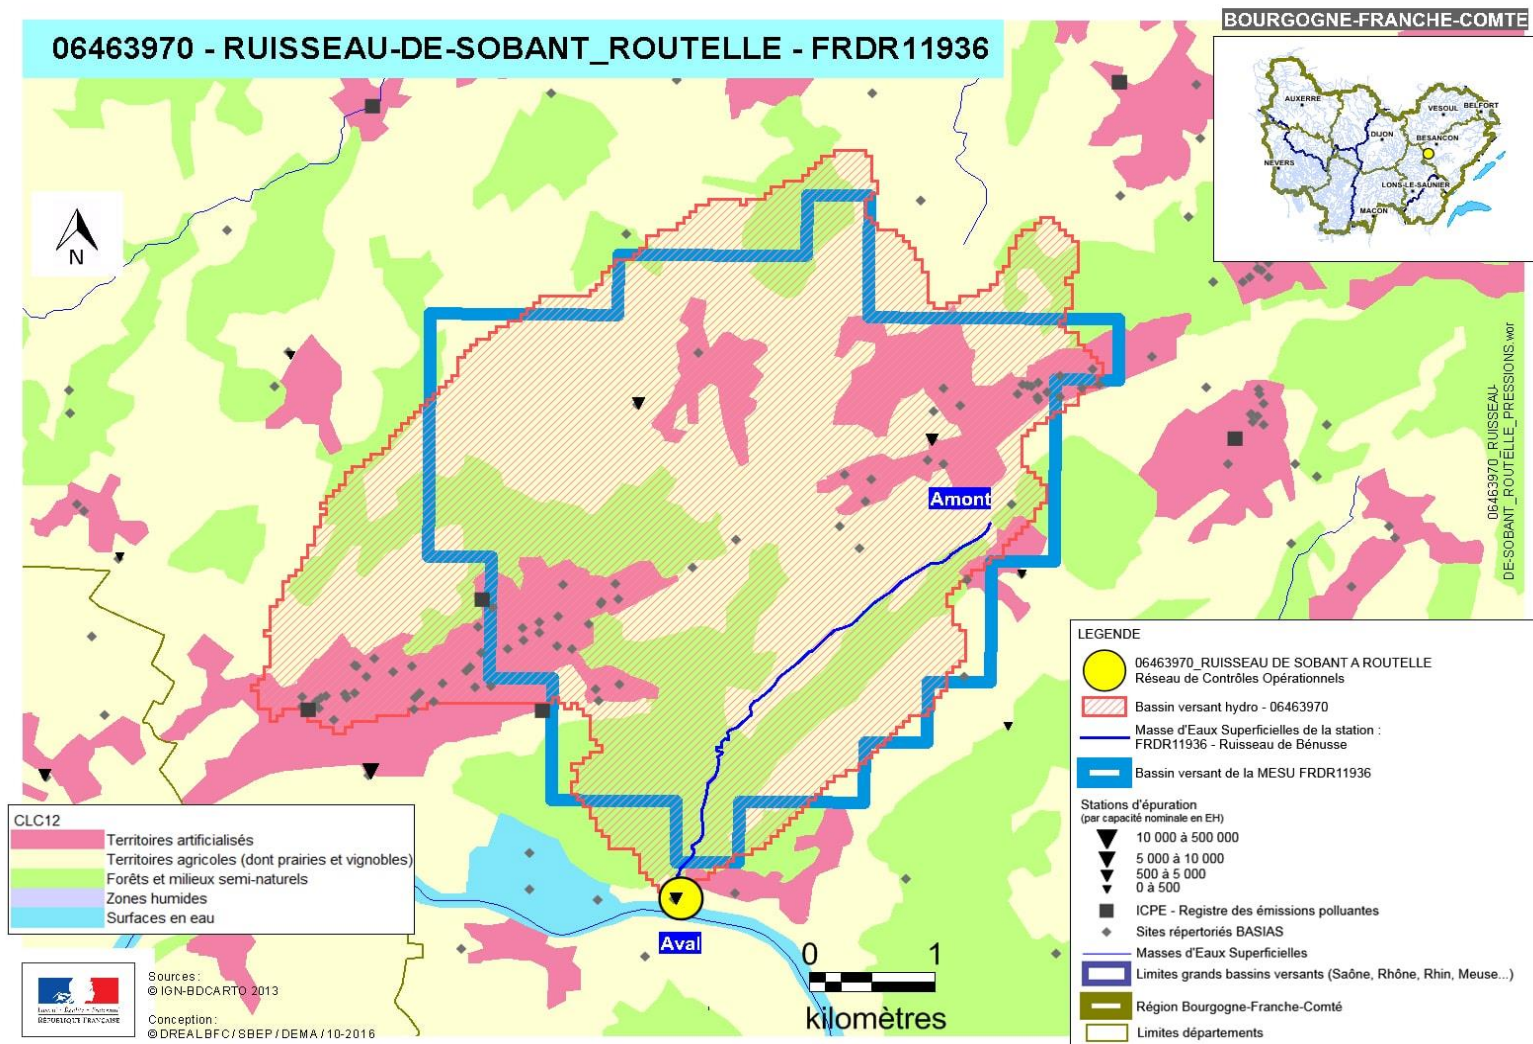 06463970 - RUISSEAU-DE-SOBANT_ROUTELLE - FRDR11936
BOURGOGNE-FRANCHE-COMTE
AUXERRE
VESOUL
BELFORT
DIJON
BESANCON
NEVERS
LONS-LE-SAUNIER
MACON
N
06463970_RUISSEAU-
DE-SOBANT_ROUTELLE_PRESSIONS.wor
Amont
Aval
LEGENDE
06463970_RUISSEAU DE SOBANT A ROUTELLE
Réseau de Contrôles Opérationnels
Bassin versant hydro - 06463970
Masse d'Eaux Superficielles de la station :
FRDR11936 - Ruisseau de Bénusse
Bassin versant de la MESU FRDR11936
Stations d'épuration
(par capacité nominale en EH)
10 000 à 500 000
5 000 à 10 000
500 à 5 000
0 à 500
ICPE - Registre des émissions polluantes
Sites répertoriés BASIAS
Masses d'Eaux Superficielles
Limites grands bassins versants (Saône, Rhône, Rhin, Meuse...)
Région Bourgogne-Franche-Comté
Limites départements
CLC12
Territoires artificialisés
Territoires agricoles (dont prairies et vignobles)
Forêts et milieux semi-naturels
Zones humides
Surfaces en eau
0 1
kilomètres
Liberté • Égalité • Fraternité
RÉPUBLIQUE FRANÇAISE
Sources :
© IGN-BDCARTO 2013
Conception :
© DREALBFC / SBEP / DEMA / 10-2016